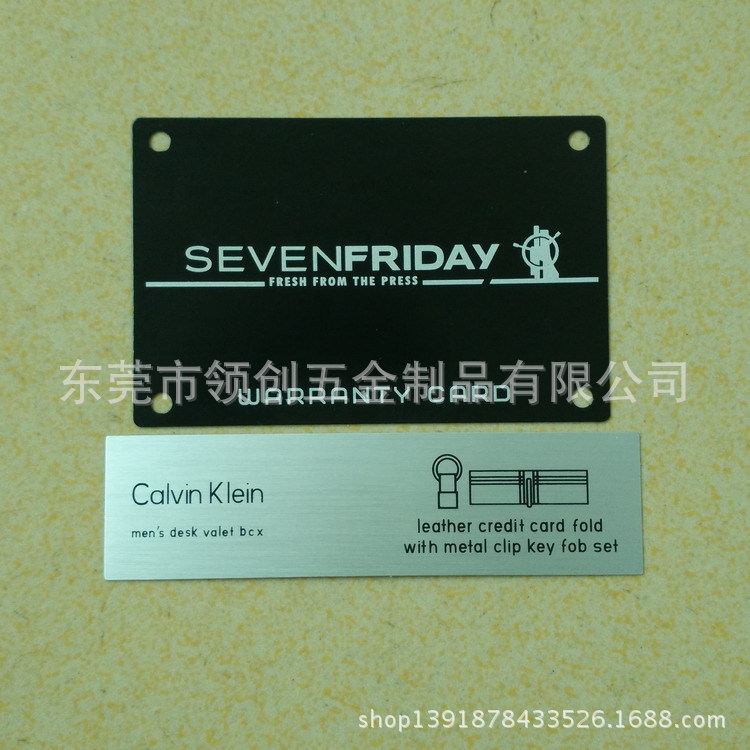 SEVENFRIDAY
FRESH FROM THE PRESS
东莞市领创五金制品有限公司
WARRANTY CARD
Calvin Klein
men's desk valet bcx
leather credit card fold
with metal clip key fob set
shop1391878433526.1688.com